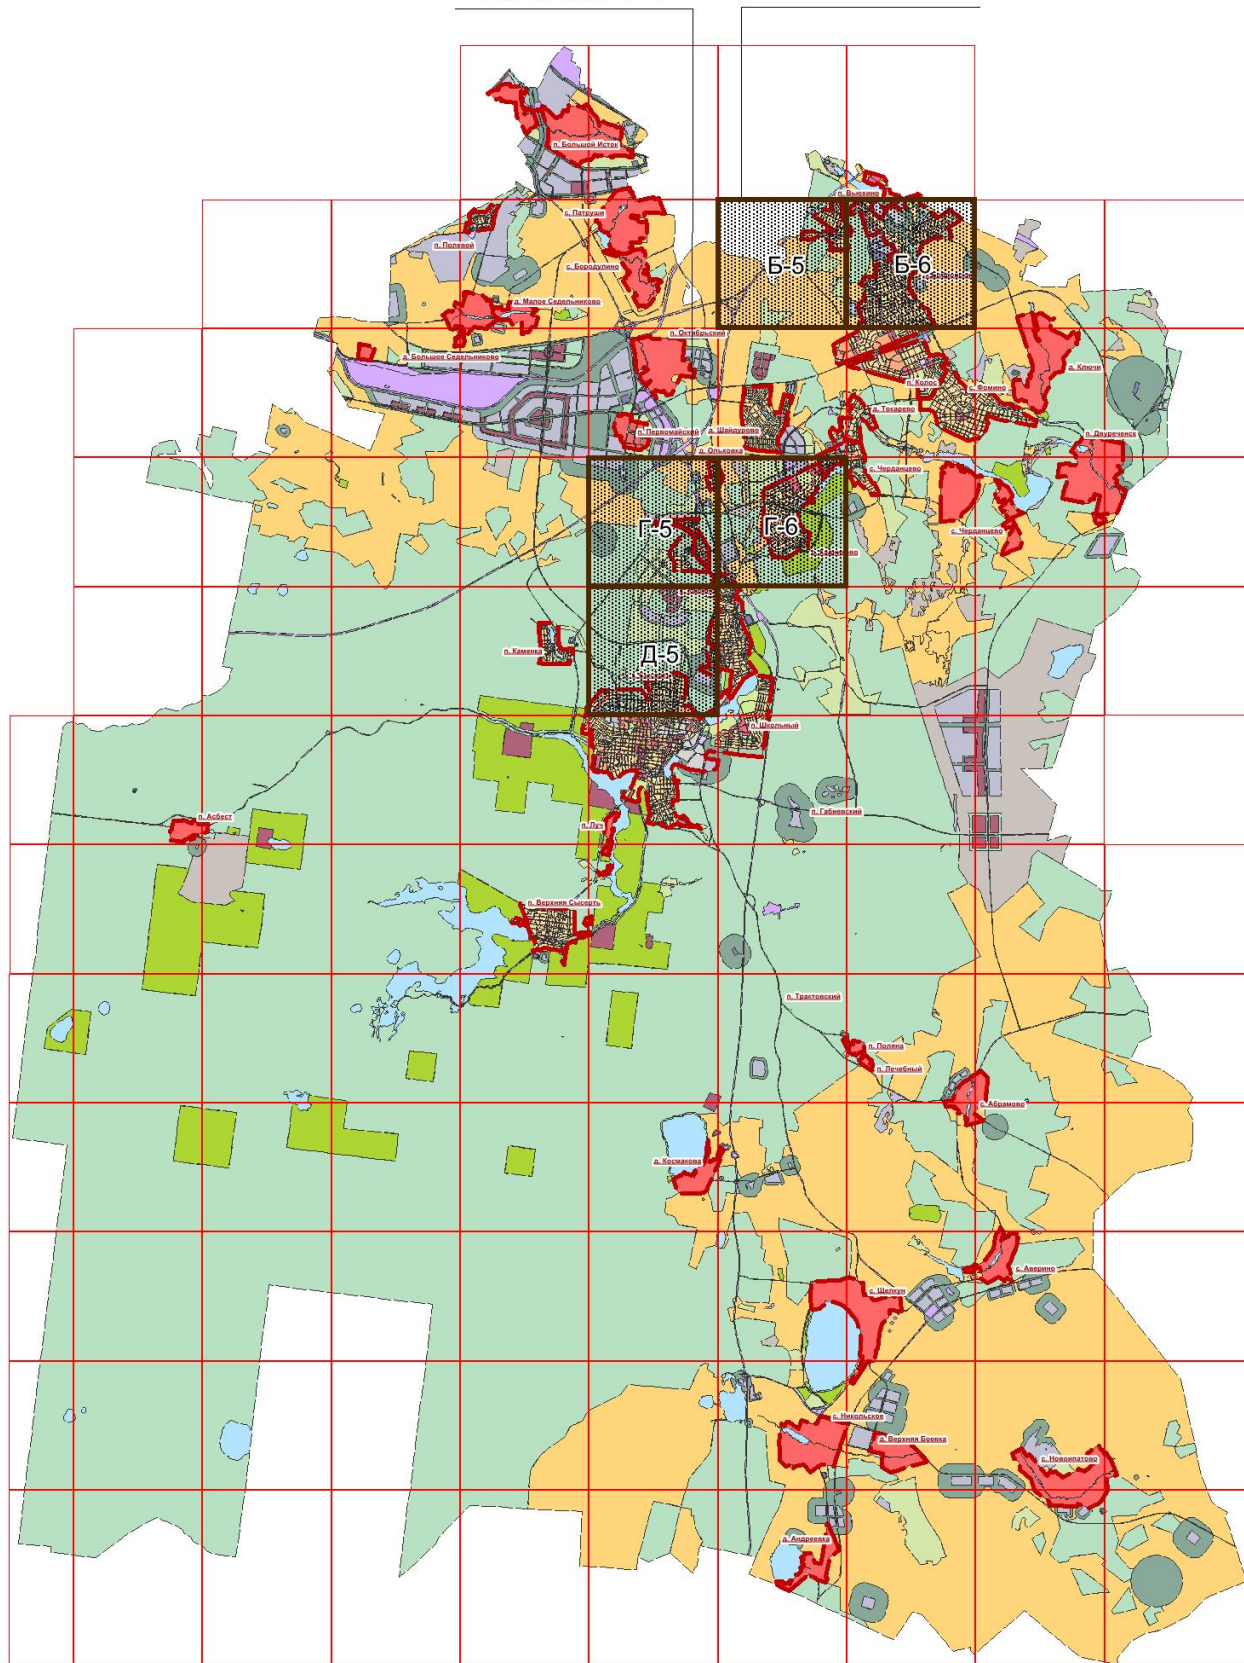 п. Большой Исток
п. Вьюхино
с. Патруши
п. Полевой
с. Бородулино
Б-5
Б-6
д. Малое Седельниково
п. Октябрьский
д. Большое Седельниково
д. Ключи
п. Колос
с. Фомино
д. Токарево
п. Первомайский
д. Шайдурово
п. Двуреченск
д. Ольховка
с. Черданцево
Г-5
Г-6
с. Черданцево
п. Каменка
Д-5
п. Школьный
п. Асбест
п. Габиевский
п. Луч
п. Верхняя Сысерть
п. Трактовский
п. Поляна
п. Лечебный
с. Абрамово
д. Космакова
с. Аверино
с. Щелкун
с. Никольское
д. Верхняя Боевка
с. Новоипатово
д. Андреевка